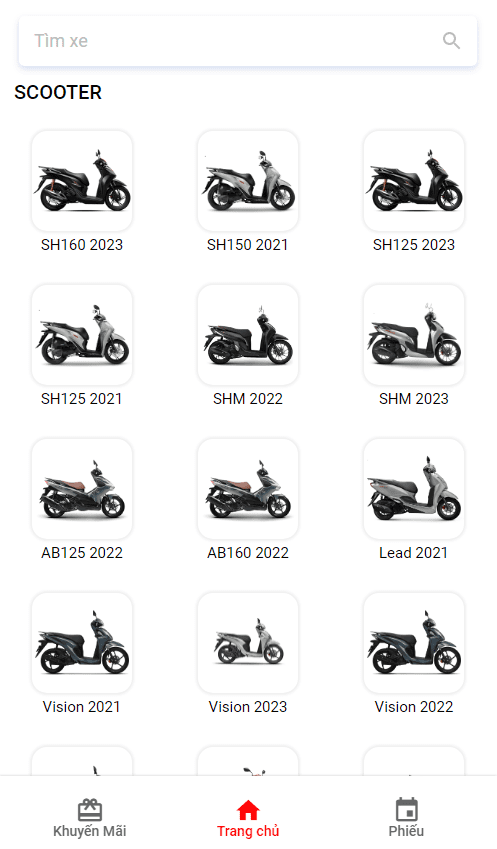 Tìm xe
SCOOTER
SH160 2023
SH150 2021
SH125 2023
SH125 2021
SHM 2022
SHM 2023
AB125 2022
AB160 2022
Lead 2021
Vision 2021
Vision 2023
Vision 2022
Khuyến Mãi
Trang chủ
Phiếu